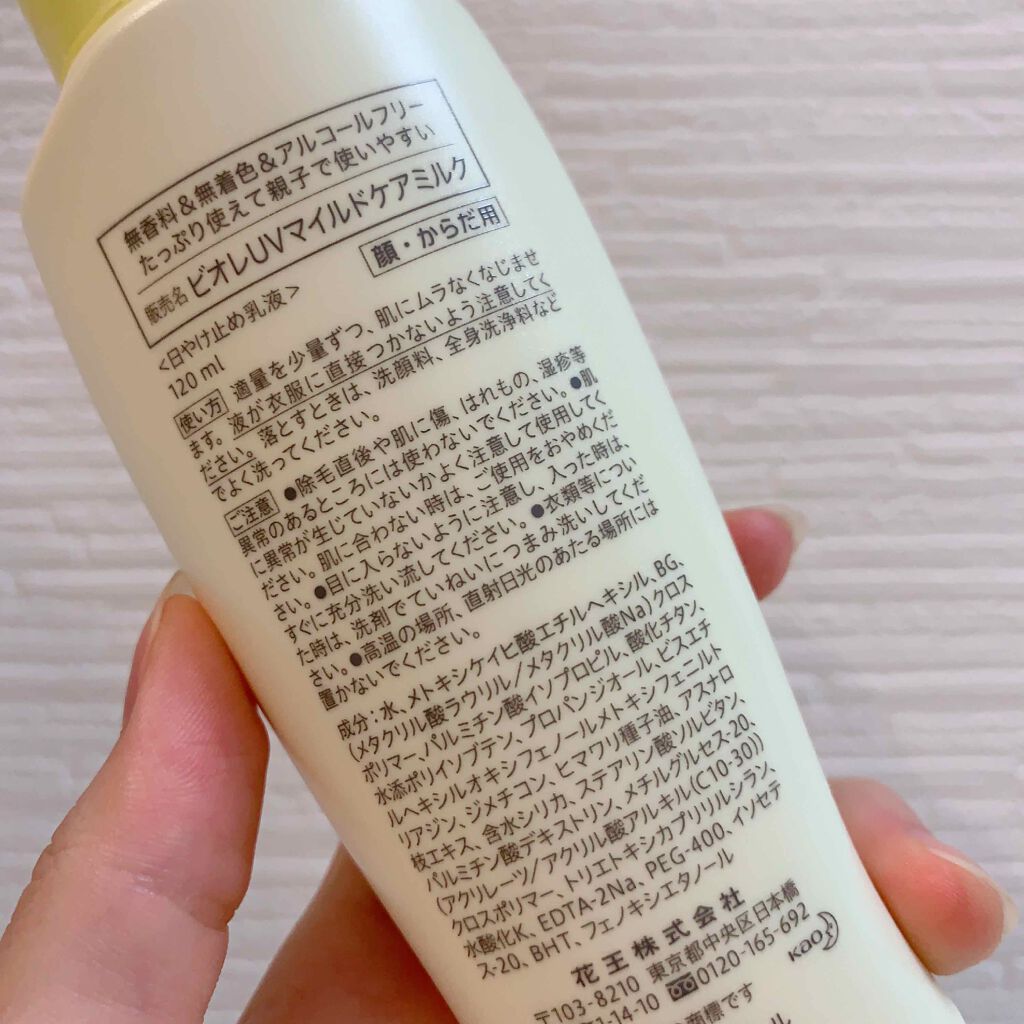 無香料&無着色&アルコールフリー
たっぷり使えて親子で使いやすい
販売名 ビオレUVマイルドケアミルク
<日やけ止め乳液> 顔・からだ用
120 ml
使い方 適量を少量ずつ、肌にムラなくなじませ
ます。液が衣服に直接つかないよう注意してく
ださい。落とすときは、洗顔料、全身洗浄料など
でよく洗ってください。
ご注意 ●除毛直後や肌に傷、はれもの、湿疹等
異常のあるところには使わないでください。●肌
に異常が生じていないかよく注意して使用してく
ださい。肌に合わない時は、ご使用をおやめくだ
さい。●目に入らないように注意し、入った時は、
すぐに充分洗い流してください。●衣類等につい
た時は、洗剤でていねいにつまみ洗いしてくだ
●高温の場所、直射日光のあたる場所には
置かないでください。
成分:水、メトキシケイヒ酸エチルヘキシル、BG、
(メタクリル酸ラウリル/メタクリル酸Na)クロス
ポリマー、パルミチン酸イソプロピル、酸化チタン、
水添ポリイソブテン、プロパンジオール、ビスエチ
ルヘキシルオキシフェノールメトキシフェニルト
リアジン、ジメチコン、ヒマワリ種子油、アスナロ
枝エキス、含水シリカ、ステアリン酸ソルビタン、
パルミチン酸デキストリン、メチルグルセス-20、
(アクリレーツ/アクリル酸アルキル(C10-30))
クロスポリマー、トリエトキシカプリリルシラン、
水酸化K、EDTA-2Na、PEG-400、イソセテ
ス-20、BHT、フェノキシエタノール
花王株式会社
〒103-8210 東京都中央区日本橋
1-14-10 0120-165-692
Kao
商標です